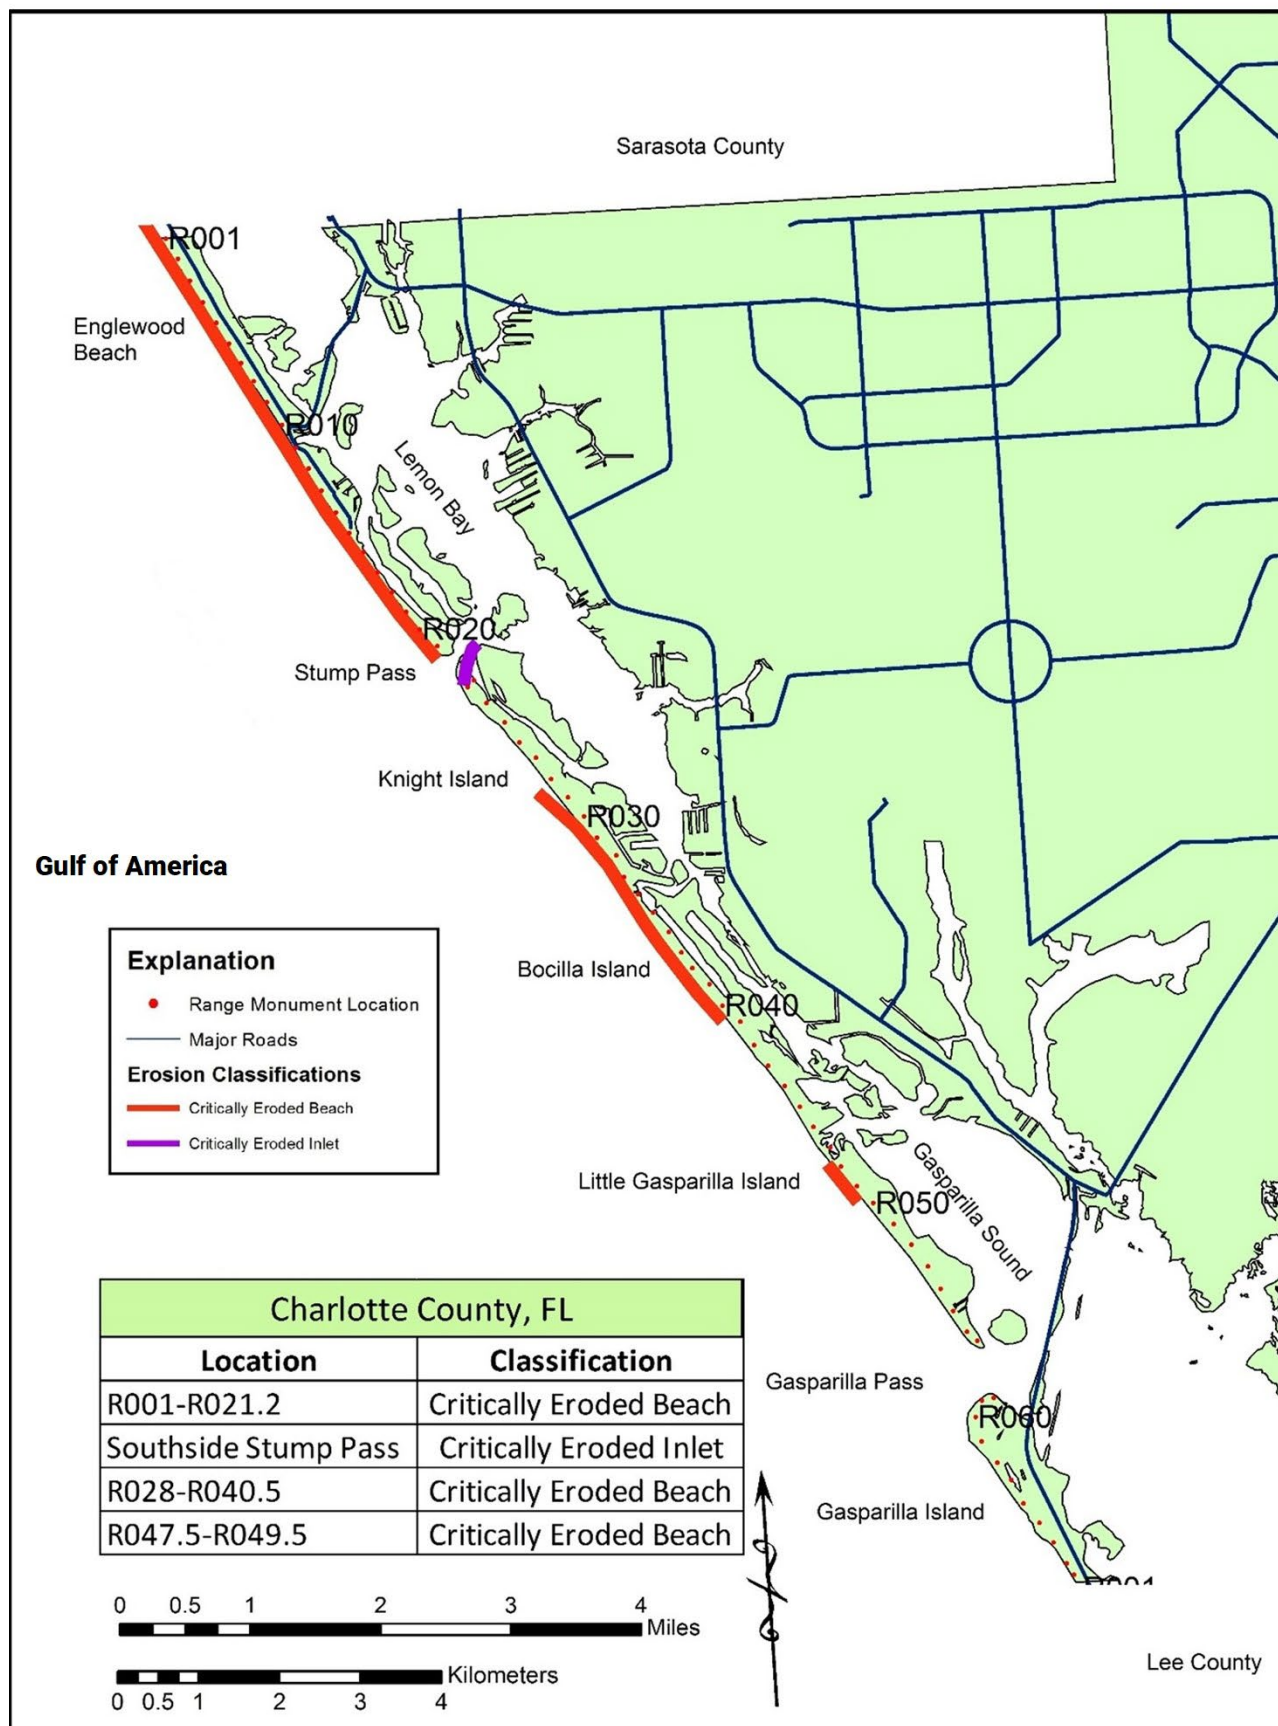 Sarasota County
R001
Englewood
Beach
R010
Lemon Bay
R020
Stump Pass
Knight Island
R030
Gulf of America
Explanation
Range Monument Location
Major Roads
Erosion Classifications
Critically Eroded Beach
Critically Eroded Inlet
Bocilla Island
R040
Little Gasparilla Island
R050
Gasparilla Sound
Charlotte County, FL
Location Classification
R001-R021.2 Critically Eroded Beach
Southside Stump Pass Critically Eroded Inlet
R028-R040.5 Critically Eroded Beach
R047.5-R049.5 Critically Eroded Beach
Gasparilla Pass
R060
Gasparilla Island
R001
0 0.5 1 2 3 4
Miles
Kilometers
0 0.5 1 2 3 4
Lee County